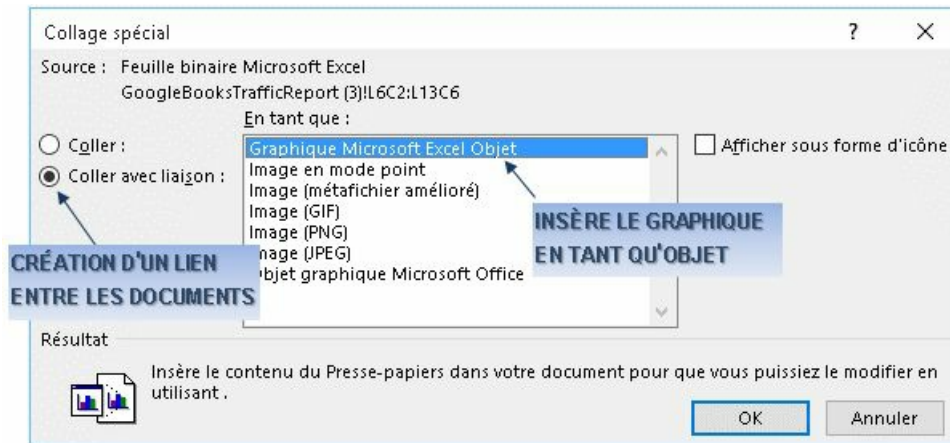 Collage spécial
Source : Feuille binaire Microsoft Excel
GoogleBooksTrafficReport (3)!L6C2:L13C6
En tant que :
Coller :
Coller avec liaison :
Graphique Microsoft Excel Objet
Image en mode point
Image (métafichier amélioré)
Image (GIF)
Image (PNG)
Image (JPEG)
Objet graphique Microsoft Office
Afficher sous forme d'icône
INSÈRE LE GRAPHIQUE
EN TANT QU'OBJET
CRÉATION D'UN LIEN
ENTRE LES DOCUMENTS
Résultat
Insère le contenu du Presse-papiers dans votre document pour que vous puissiez le modifier en
utilisant .
OK
Annuler